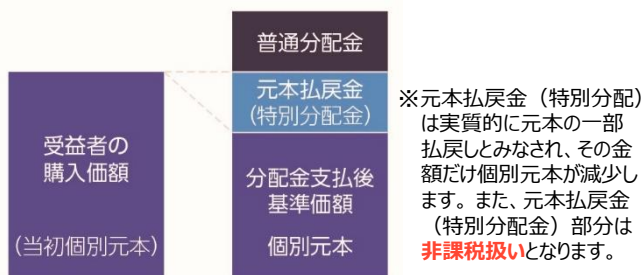 普通分配金
元本払戻金
(特別分配金)
受益者の
購入価額
(当初個別元本)
分配金支払後
基準価額
個別元本
※元本払戻金（特別分配）
は実質的に元本の一部
払戻しとみなされ、その金
額だけ個別元本が減少し
ます。また、元本払戻金
（特別分配金）部分は
非課税扱いとなります。